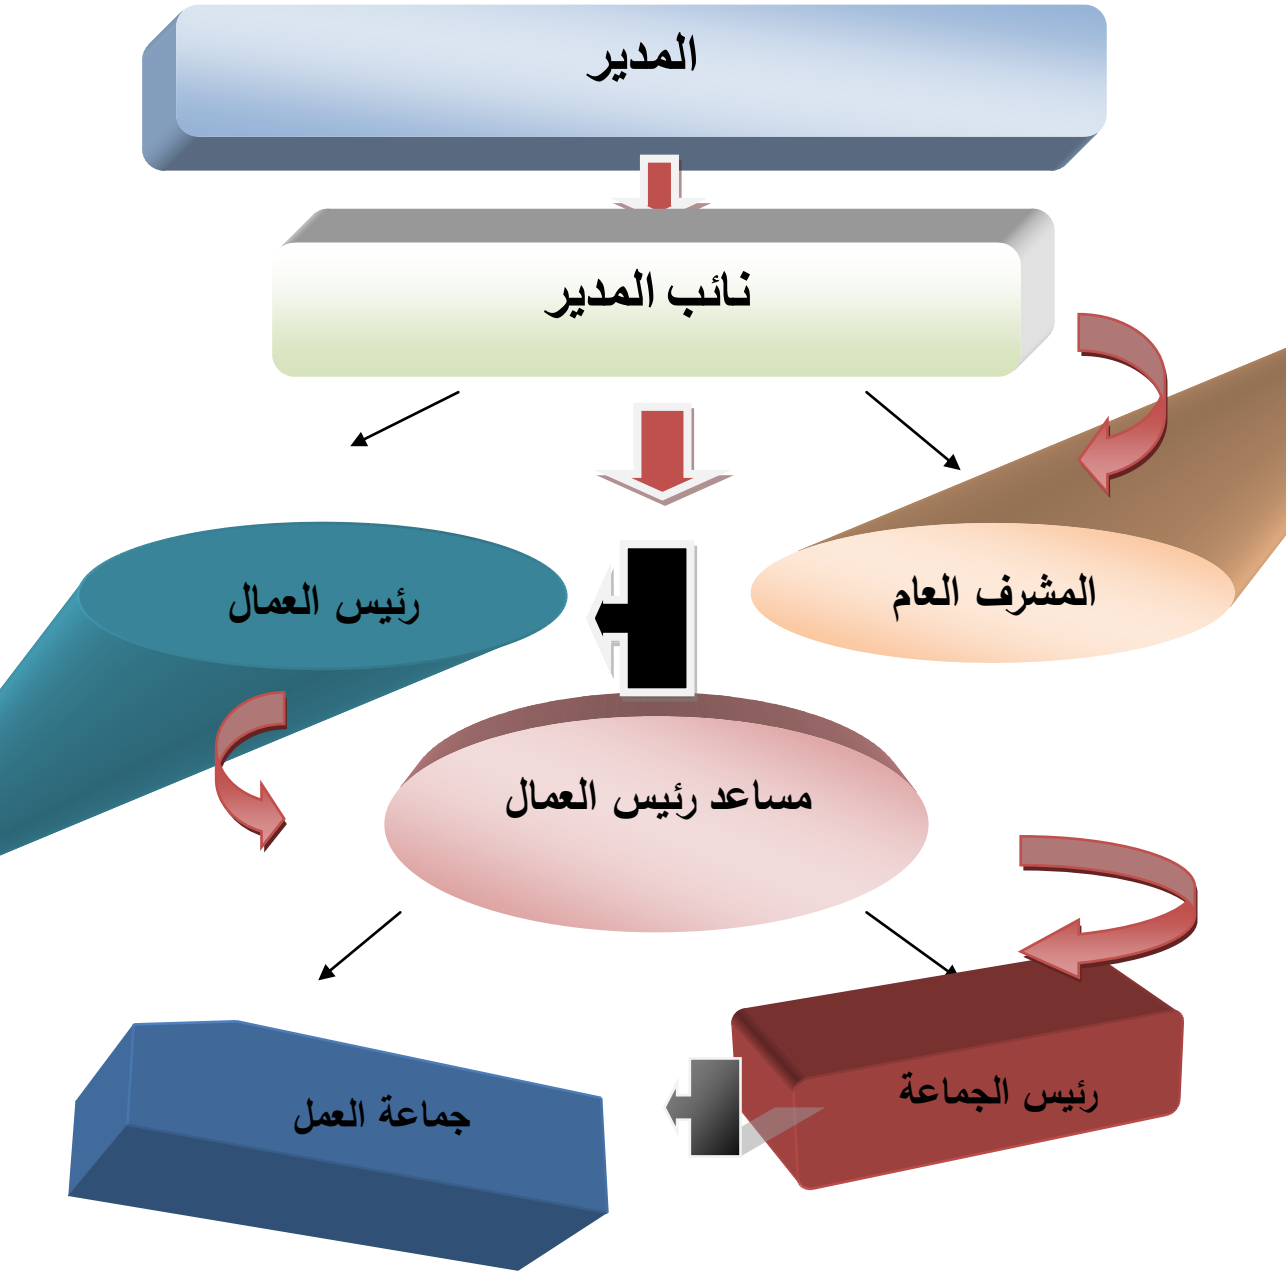 المدير
نائب المدير
المشرف العام
رئيس العمال
مساعد رئيس العمال
رئيس الجماعة
جماعة العمل